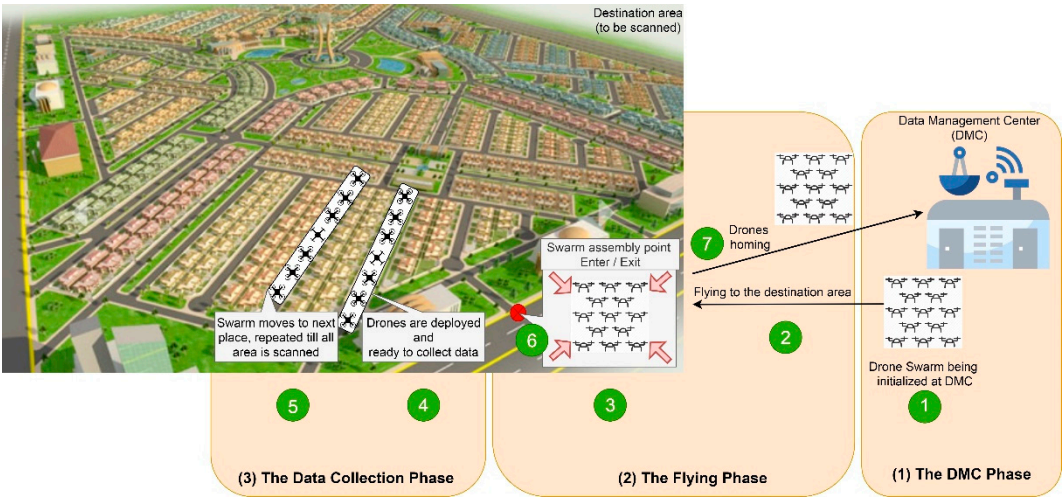 Destination area
(to be scanned)
Data Management Center
(DMC)
7
Drones
homing
Swarm assembly point
Enter / Exit
Flying to the destination area
Swarm moves to next
place, repeated till all
area is scanned
Drones are deployed
and
ready to collect data
6
2
Drone Swarm being
initialized at DMC
5
4
3
1
(3) The Data Collection Phase
(2) The Flying Phase
(1) The DMC Phase